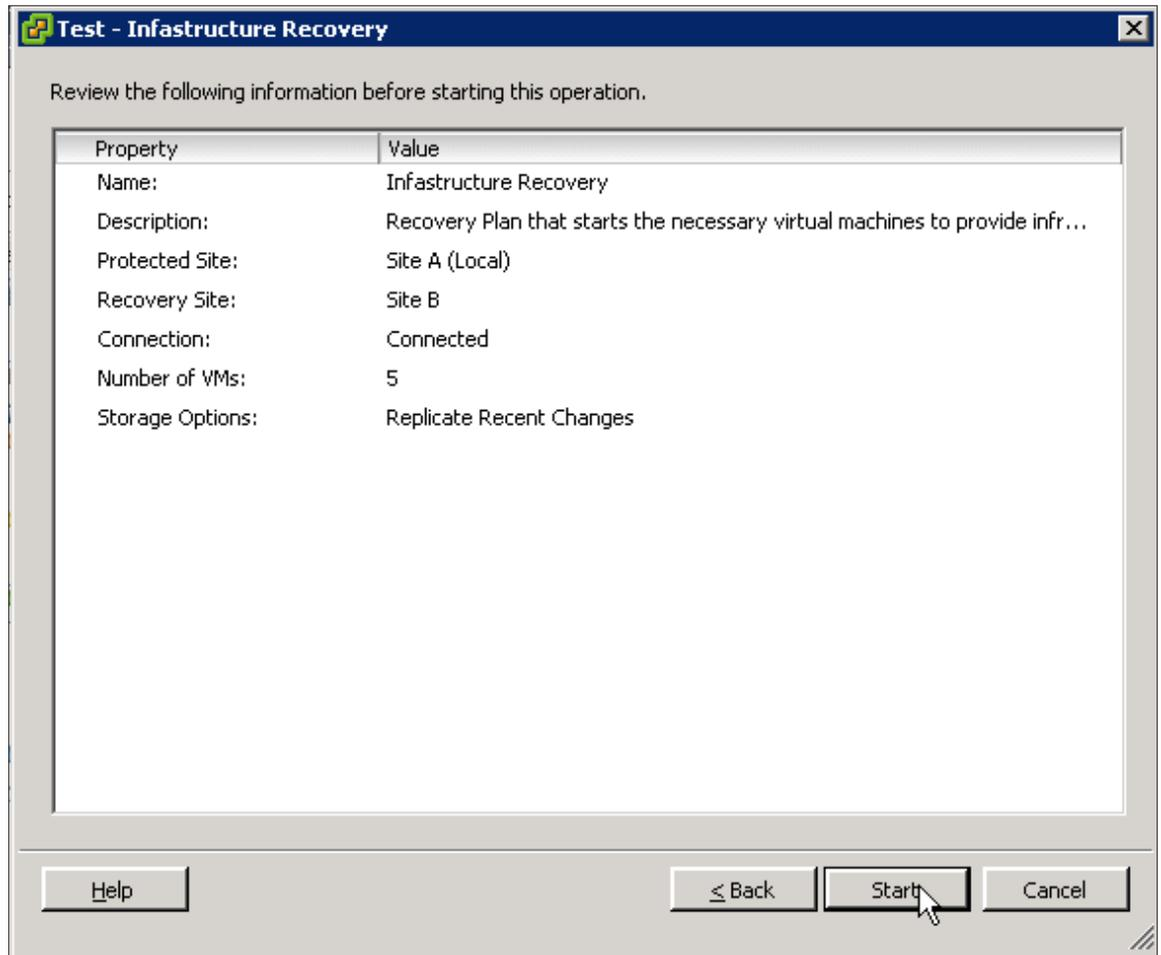 Test - Infastructure Recovery
Review the following information before starting this operation.
Property Value
Name: Infastructure Recovery
Description: Recovery Plan that starts the necessary virtual machines to provide infr...
Protected Site: Site A (Local)
Recovery Site: Site B
Connection: Connected
Number of VMs: 5
Storage Options: Replicate Recent Changes
Help < Back Start Cancel